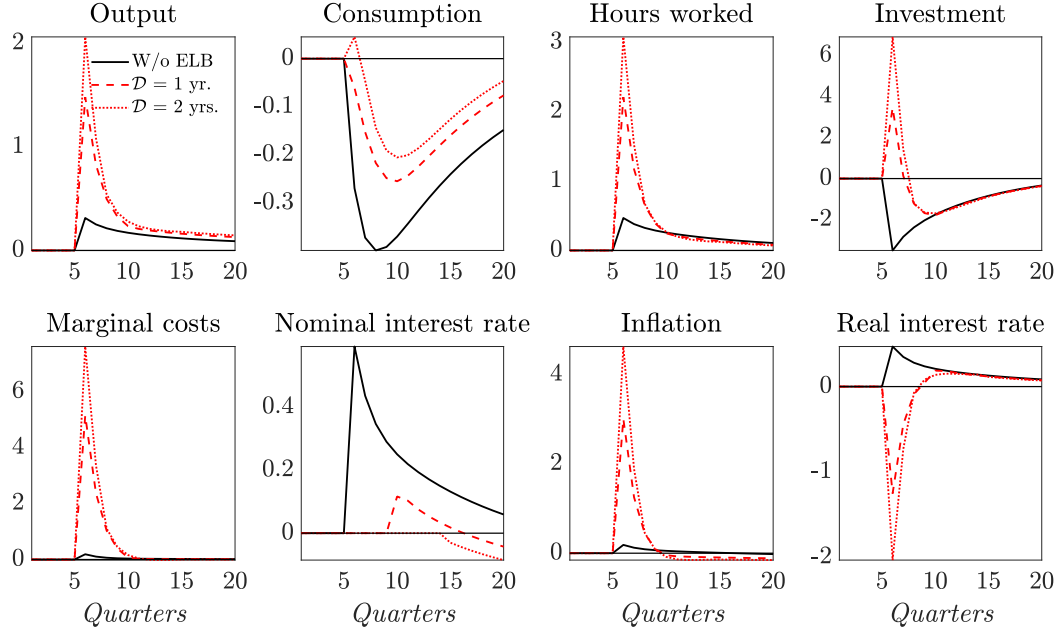 Output
Consumption
Hours worked
Investment
2
1
0
5 10 15 20
W/o ELB
𝒟 = 1 yr.
𝒟 = 2 yrs.
0
-0.1
-0.2
-0.3
5 10 15 20
3
2
1
0
5 10 15 20
6
4
2
0
-2
5 10 15 20
Marginal costs
Nominal interest rate
Inflation
Real interest rate
6
4
2
0
5 10 15 20
Quarters
0.4
0.2
0
5 10 15 20
Quarters
4
2
0
5 10 15 20
Quarters
0
-1
-2
5 10 15 20
Quarters